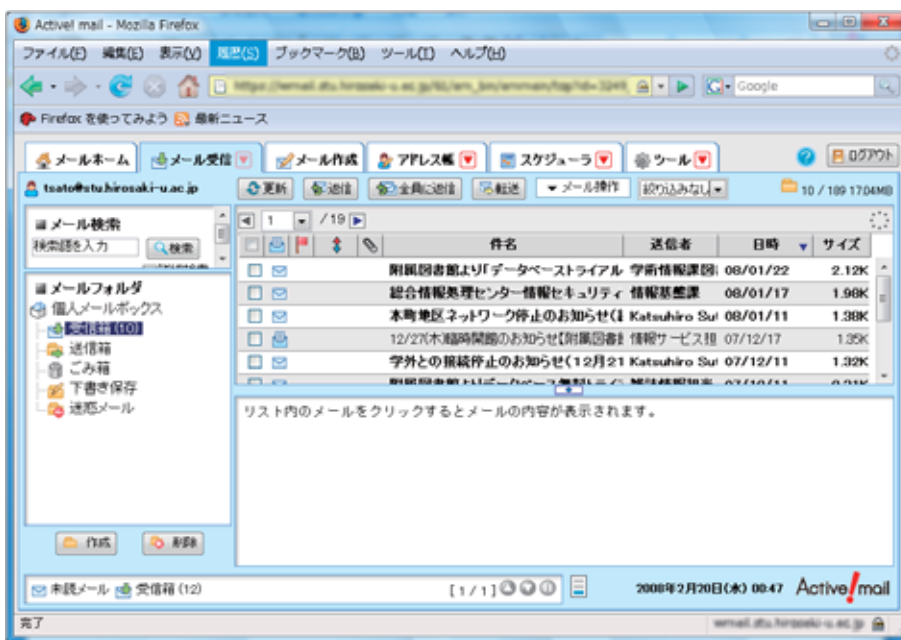 Active! mail - Mozilla Firefox
ファイル(F) 編集(E) 表示(V) 履歴(S) ブックマーク(B) ツール(T) ヘルプ(H)
Google
Firefox を使ってみよう 最新ニュース
メールホーム メール受信 メール作成 アドレス帳 スケジューラ ツール ログアウト
tsato@stu.hirosaki-u.ac.jp 更新 返信 全員に返信 転送 メール操作 絞り込みなし 10 / 189 17.04MB
メール検索
検索語を入力 検索
メールフォルダ
個人メールボックス
受信箱 (10)
送信箱
ごみ箱
下書き保存
迷惑メール
作成 削除
1 / 19
件名 送信者 日時 サイズ
附属図書館より「データベーストライアル 学術情報課図 08/01/22 2.12K
総合情報処理センター情報セキュリティ 情報基盤課 08/01/17 1.98K
本町地区ネットワーク停止のお知らせ( Katsuhiro Su 08/01/11 1.38K
12/27(木)臨時閉館のお知らせ【附属図書館 情報サービス担 07/12/17 1.35K
学外との接続停止のお知らせ(12月21 Katsuhiro Su 07/12/11 1.32K
リスト内のメールをクリックするとメールの内容が表示されます。
未読メール 受信箱 (12) [1/1] 2008年2月20日(水) 00:47 Active! mail
完了